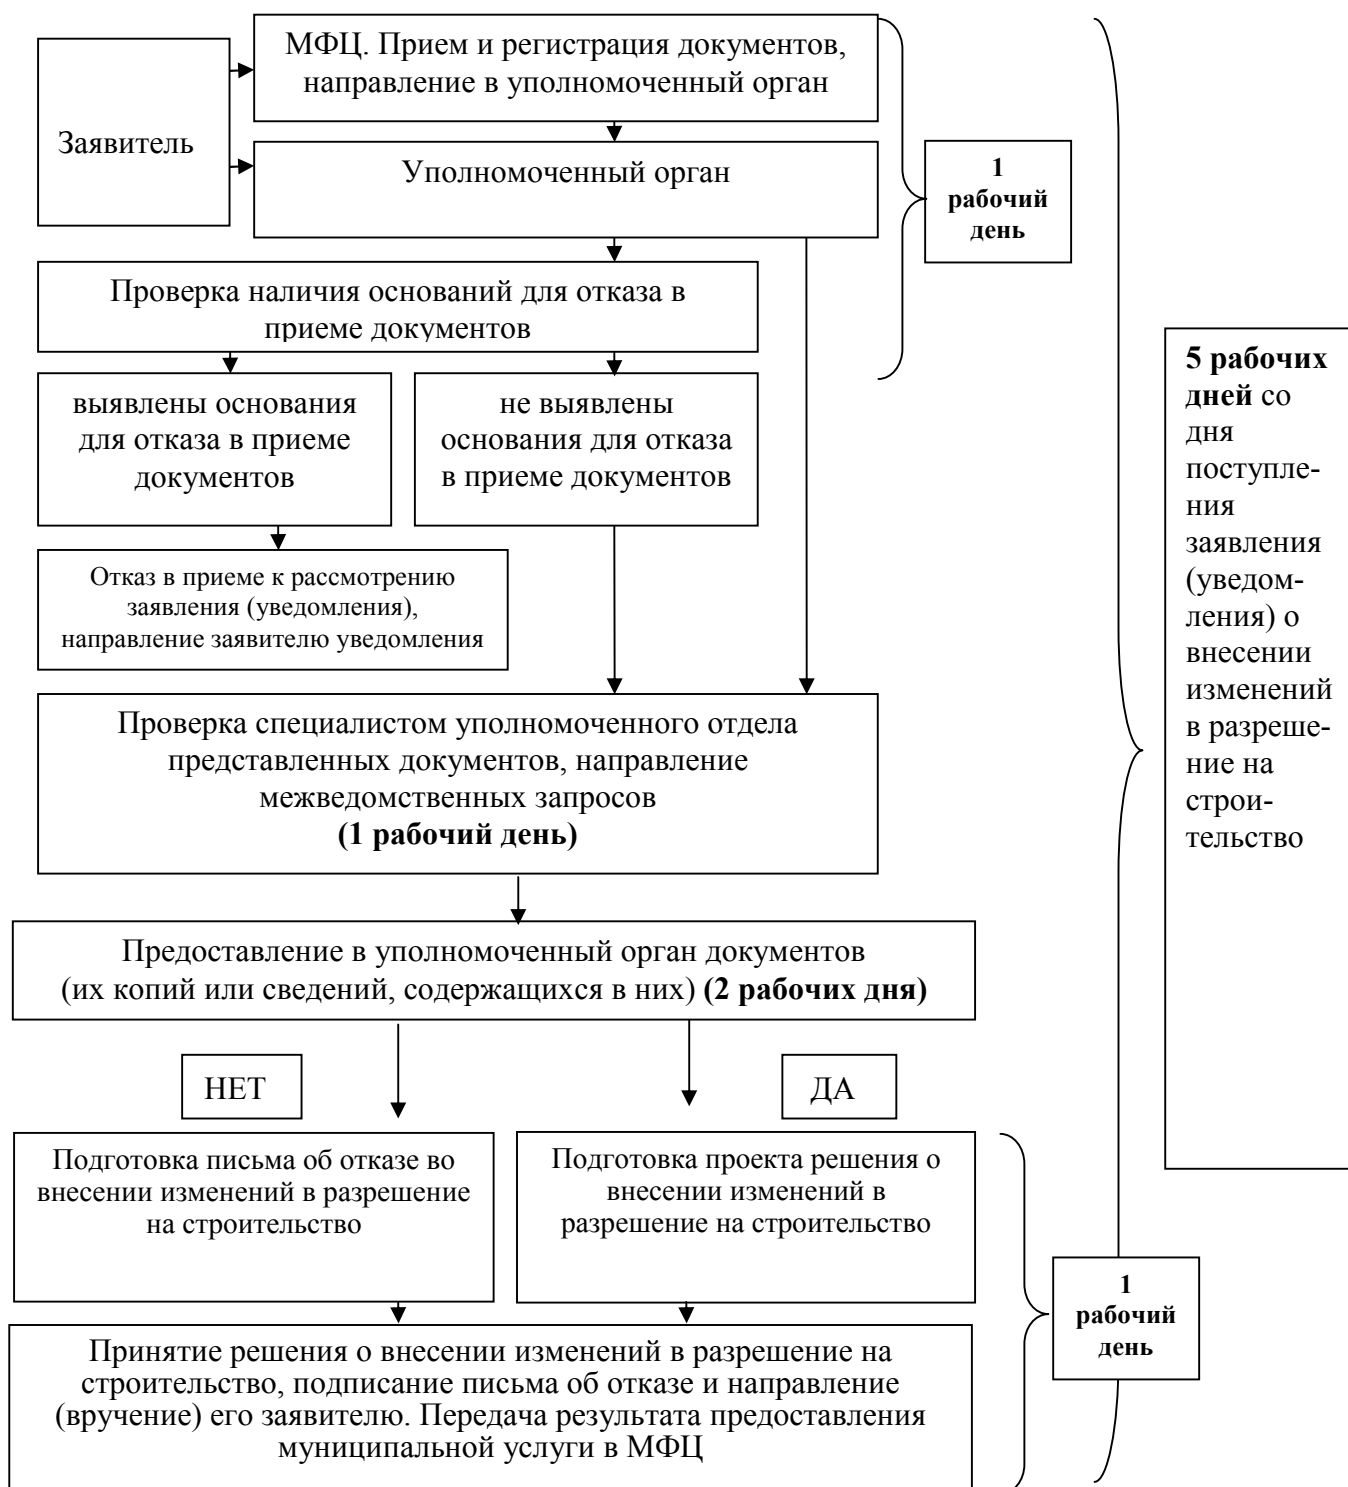 МФЦ. Прием и регистрация документов,
направление в уполномоченный орган
Заявитель
Уполномоченный орган
1
рабочий
день
Проверка наличия оснований для отказа в
приеме документов
выявлены основания
для отказа в приеме
документов
не выявлены
основания для отказа
в приеме документов
Отказ в приеме к рассмотрению
заявления (уведомления),
направление заявителю уведомления
5 рабочих
дней со
дня
поступле-
ния
заявления
(уведом-
ления) о
внесении
изменений
в разреше-
ние на
строи-
тельство
Проверка специалистом уполномоченного отдела
представленных документов, направление
межведомственных запросов
(1 рабочий день)
Предоставление в уполномоченный орган документов
(их копий или сведений, содержащихся в них) (2 рабочих дня)
НЕТ
ДА
Подготовка письма об отказе во
внесении изменений в разрешение
на строительство
Подготовка проекта решения о
внесении изменений в
разрешение на строительство
1
рабочий
день
Принятие решения о внесении изменений в разрешение на
строительство, подписание письма об отказе и направление
(вручение) его заявителю. Передача результата предоставления
муниципальной услуги в МФЦ